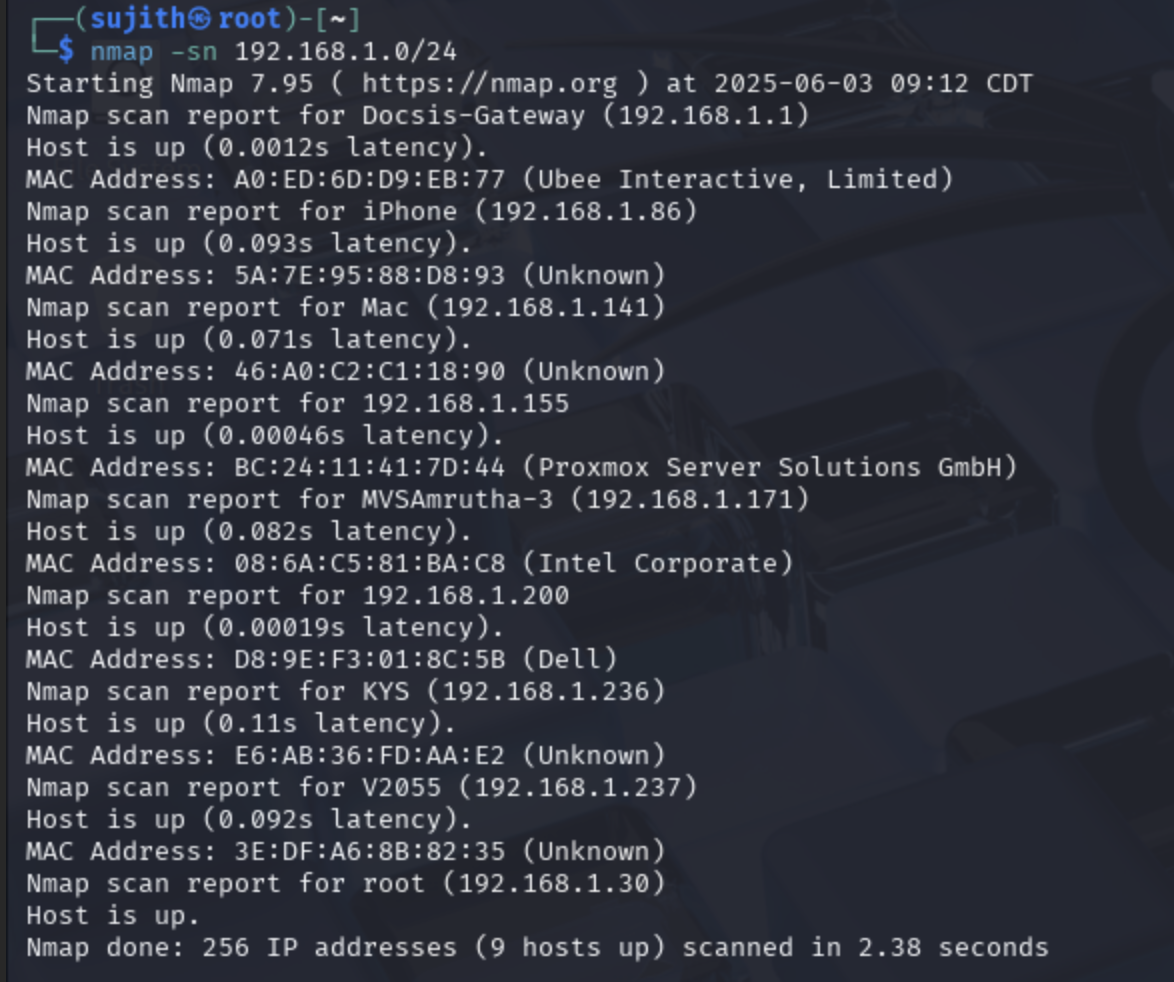 ┌──(sujith㉿root)-[~]
└─$ nmap -sn 192.168.1.0/24
Starting Nmap 7.95 ( https://nmap.org ) at 2025-06-03 09:12 CDT
Nmap scan report for Docsis-Gateway (192.168.1.1)
Host is up (0.0012s latency).
MAC Address: A0:ED:6D:D9:EB:77 (Ubee Interactive, Limited)
Nmap scan report for iPhone (192.168.1.86)
Host is up (0.093s latency).
MAC Address: 5A:7E:95:88:D8:93 (Unknown)
Nmap scan report for Mac (192.168.1.141)
Host is up (0.071s latency).
MAC Address: 46:A0:C2:C1:18:90 (Unknown)
Nmap scan report for 192.168.1.155
Host is up (0.00046s latency).
MAC Address: BC:24:11:41:7D:44 (Proxmox Server Solutions GmbH)
Nmap scan report for MVSAmrutha-3 (192.168.1.171)
Host is up (0.082s latency).
MAC Address: 08:6A:C5:81:BA:C8 (Intel Corporate)
Nmap scan report for 192.168.1.200
Host is up (0.00019s latency).
MAC Address: D8:9E:F3:01:8C:5B (Dell)
Nmap scan report for KYS (192.168.1.236)
Host is up (0.11s latency).
MAC Address: E6:AB:36:FD:AA:E2 (Unknown)
Nmap scan report for V2055 (192.168.1.237)
Host is up (0.092s latency).
MAC Address: 3E:DF:A6:8B:82:35 (Unknown)
Nmap scan report for root (192.168.1.30)
Host is up.
Nmap done: 256 IP addresses (9 hosts up) scanned in 2.38 seconds